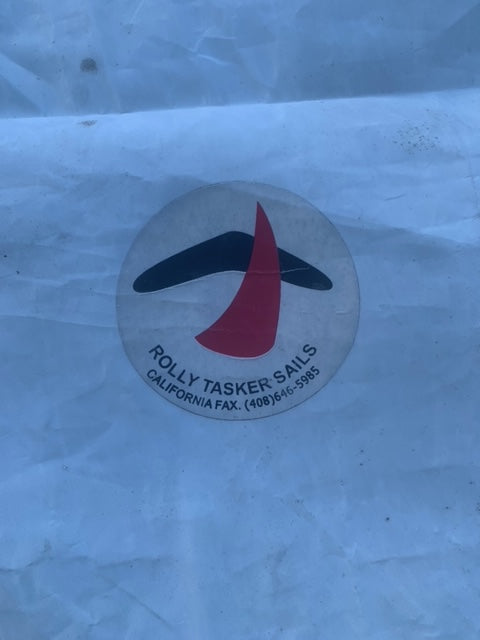 ROLLY TASKER SAILS
CALIFORNIA FAX. (408)646-5985